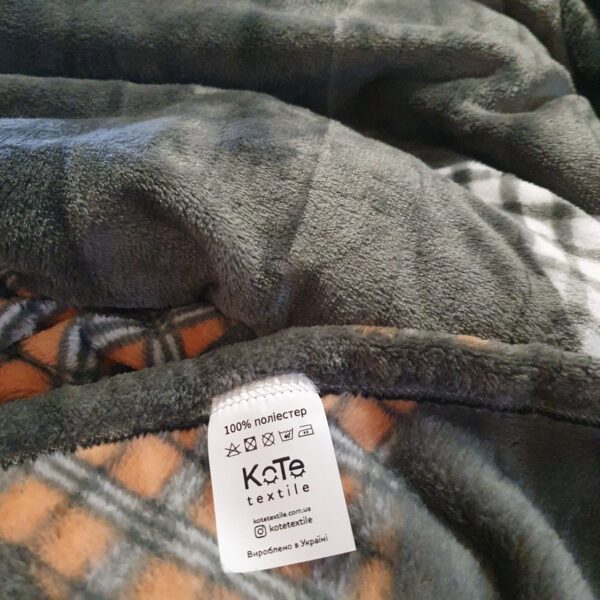 100% поліестер
KoTe
textile
kotetextile.com.ua
kotetextile
Вироблено в Україні